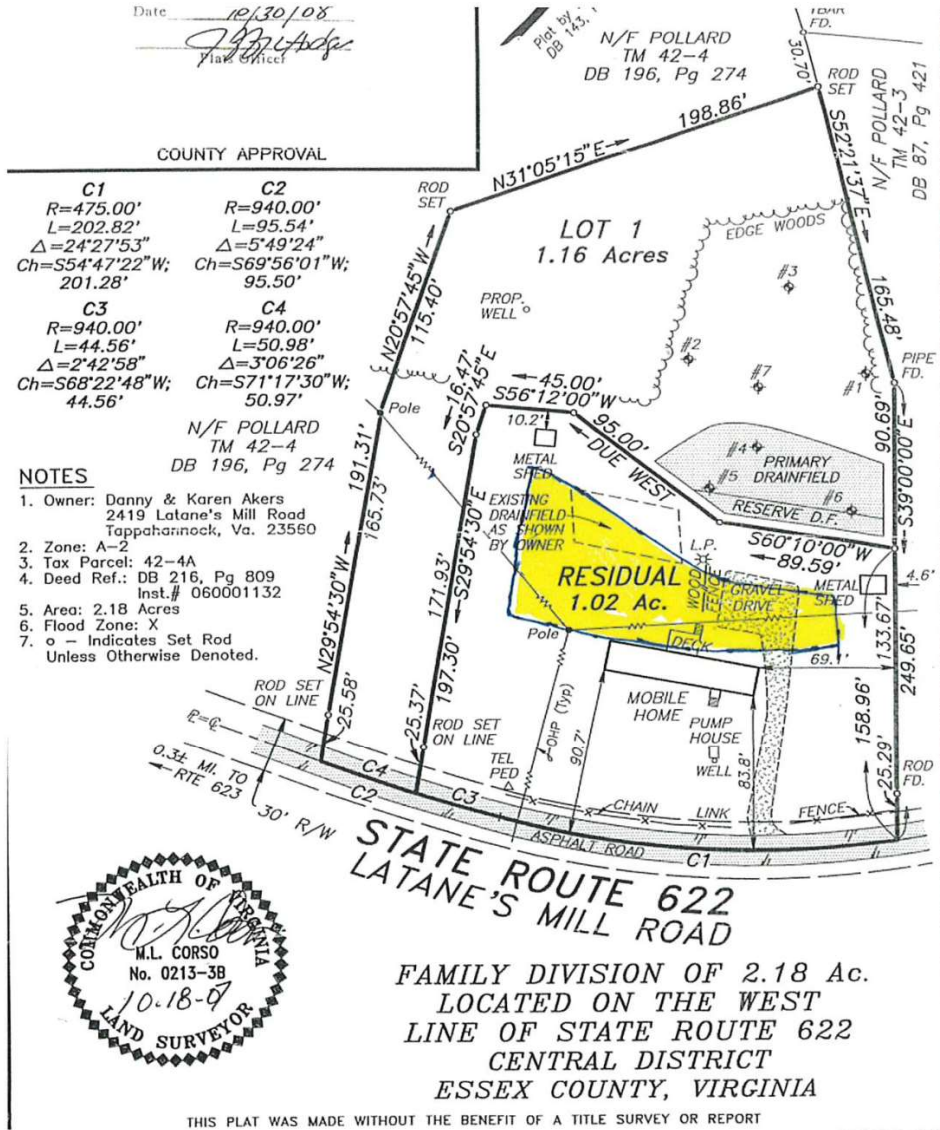 Date 10/30/08
Plats Officer
COUNTY APPROVAL
Plat by
DB 143,
N/F POLLARD
TM 42-4
DB 196, Pg 274
FD.
30.70'
ROD
SET
N/F POLLARD
TM 42-3
DB 87, Pg 421
C1
R=475.00'
L=202.82'
Δ=24°27'53"
Ch=S54°47'22"W;
201.28'
C2
R=940.00'
L=95.54'
Δ=5°49'24"
Ch=S69°56'01"W;
95.50'
C3
R=940.00'
L=44.56'
Δ=2°42'58"
Ch=S68°22'48"W;
44.56'
C4
R=940.00'
L=50.98'
Δ=3°06'26"
Ch=S71°17'30"W;
50.97'
ROD
SET
N31°05'15"E
198.86'
S52°21'37"E
165.48'
LOT 1
1.16 Acres
EDGE WOODS
#3
PROP.
WELL
#2
#7
#1
PIPE
FD.
N20°57'45"W
115.40'
16.47'
S20°57'45"E
45.00'
S56°12'00"W
10.2'
95.00'
DUE WEST
90.69'
S39°00'00"E
Pole
N/F POLLARD
TM 42-4
DB 196, Pg 274
#4
#5
#6
PRIMARY
DRAINFIELD
RESERVE D.F.
METAL
SHED
EXISTING
DRAINFIELD
AS SHOWN
BY OWNER
S60°10'00"W
89.59'
L.P.
WOOD
FENCE
GRAVEL
DRIVE
METAL
SHED
4.6'
RESIDUAL
1.02 Ac.
NOTES
1. Owner: Danny & Karen Akers
2419 Latane's Mill Road
Tappahannock, Va. 23560
2. Zone: A-2
3. Tax Parcel: 42-4A
4. Deed Ref.: DB 216, Pg 809
Inst.# 060001132
5. Area: 2.18 Acres
6. Flood Zone: X
7. o - Indicates Set Rod
Unless Otherwise Denoted.
191.31'
165.73'
N29°54'30"W
25.58'
171.93'
S29°54'30"E
197.30'
25.37'
Pole
DECK
69.1'
133.67'
249.65'
158.96'
25.29'
ROD SET
ON LINE
ROD SET
ON LINE
MOBILE
HOME
PUMP
HOUSE
WELL
OHP (Typ)
90.7'
83.8'
ROD
FD.
TEL
PED
0.3± MI. TO
RTE 623
30' R/W
C4
C2
C3
C1
CHAIN LINK FENCE
ASPHALT ROAD
STATE ROUTE 622
LATANE'S MILL ROAD
COMMONWEALTH OF VIRGINIA
M.L. CORSO
No. 0213-3B
10-18-07
LAND SURVEYOR
FAMILY DIVISION OF 2.18 Ac.
LOCATED ON THE WEST
LINE OF STATE ROUTE 622
CENTRAL DISTRICT
ESSEX COUNTY, VIRGINIA
THIS PLAT WAS MADE WITHOUT THE BENEFIT OF A TITLE SURVEY OR REPORT